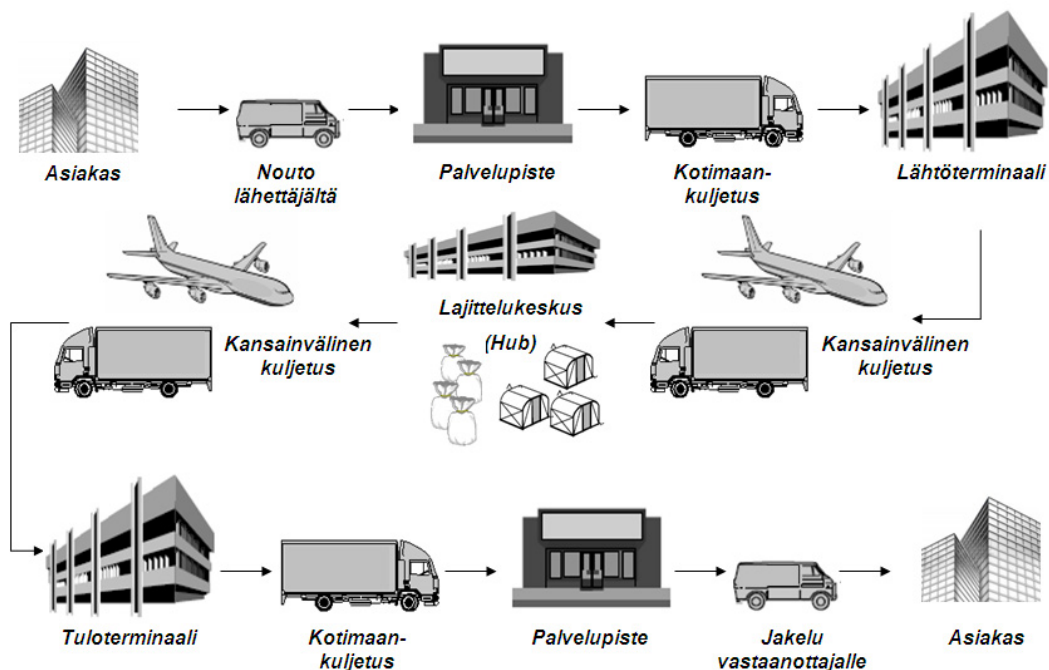 Asiakas
Nouto
lähettäjältä
Palvelupiste
Kotimaan-
kuljetus
Lähtöterminaali
Kansainvälinen
kuljetus
Lajittelukeskus
(Hub)
Kansainvälinen
kuljetus
Tuloterminaali
Kotimaan-
kuljetus
Palvelupiste
Jakelu
vastaanottajalle
Asiakas